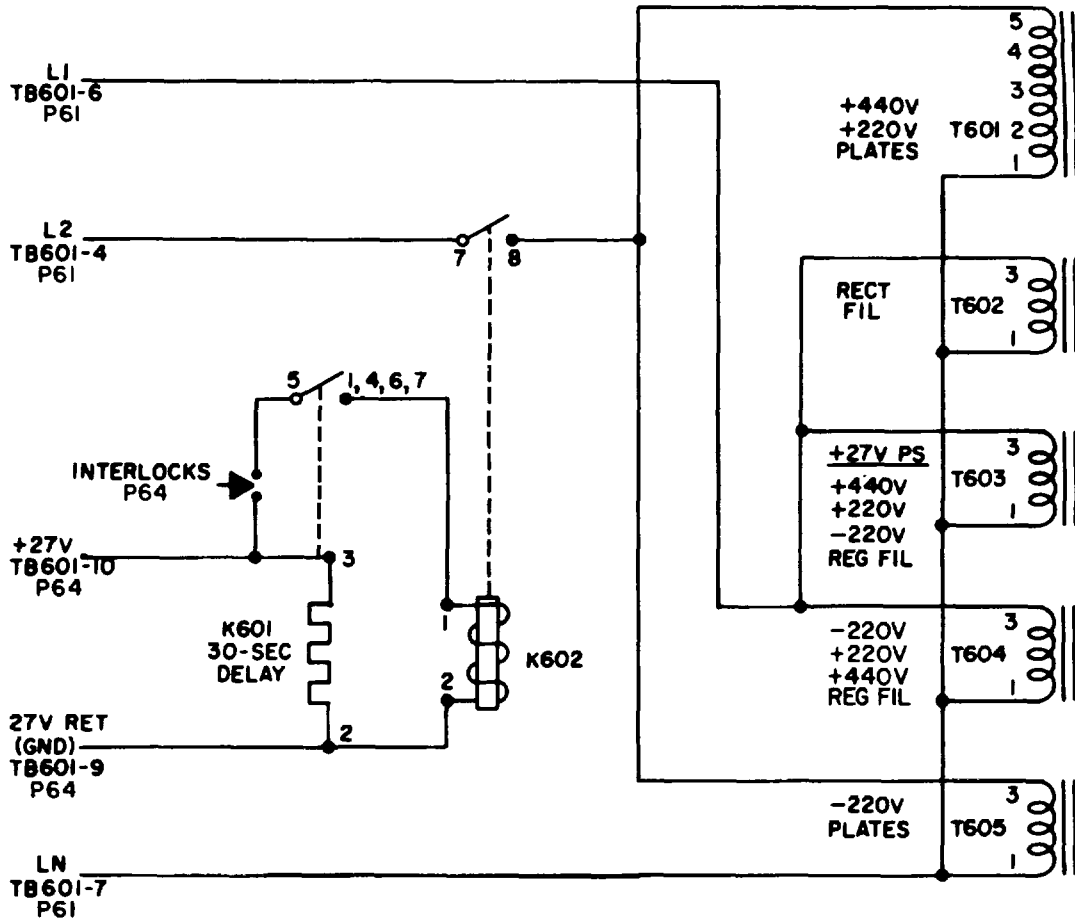 L1
TB601-6
P61
L2
TB601-4
P61
7
8
5
1, 4, 6, 7
INTERLOCKS
P64
+27V
TB601-10
P64
3
K601
30-SEC
DELAY
2
1
2
K602
27V RET
(GND)
TB601-9
P64
LN
TB601-7
P61
+440V
+220V
PLATES
T601
5
4
3
2
1
RECT
FIL
T602
3
1
+27V PS
+440V
+220V
-220V
REG FIL
T603
3
1
-220V
+220V
+440V
REG FIL
T604
3
1
-220V
PLATES
T605
3
1